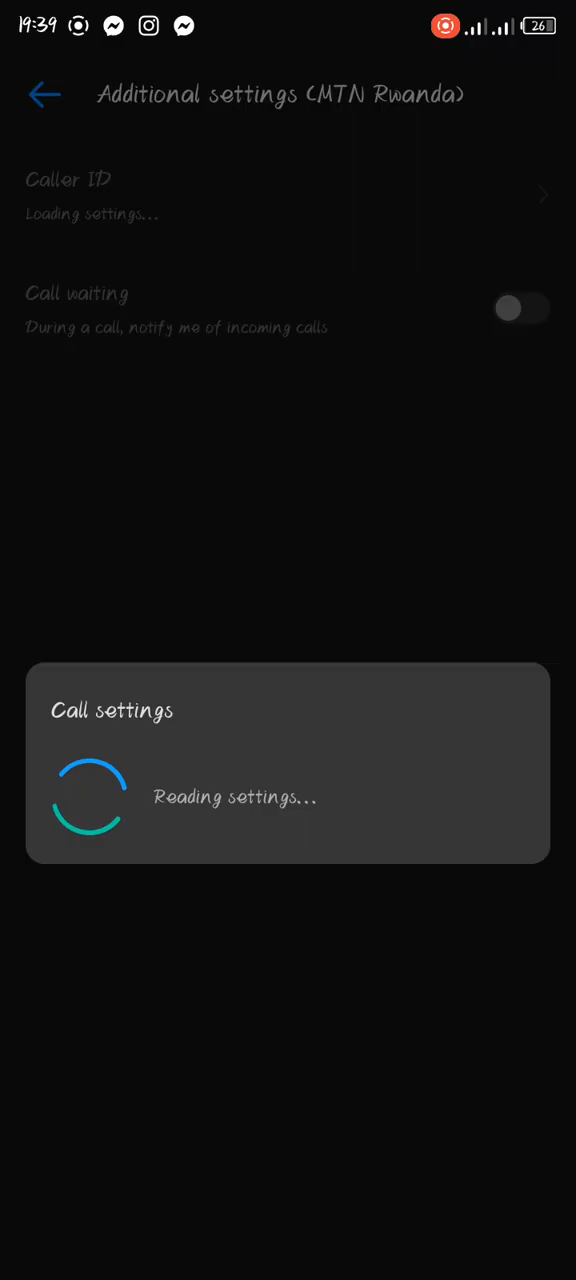 19:39
26
Additional settings (MTN Rwanda)
Caller ID
Loading settings...
Call waiting
During a call, notify me of incoming calls
Call settings
Reading settings...